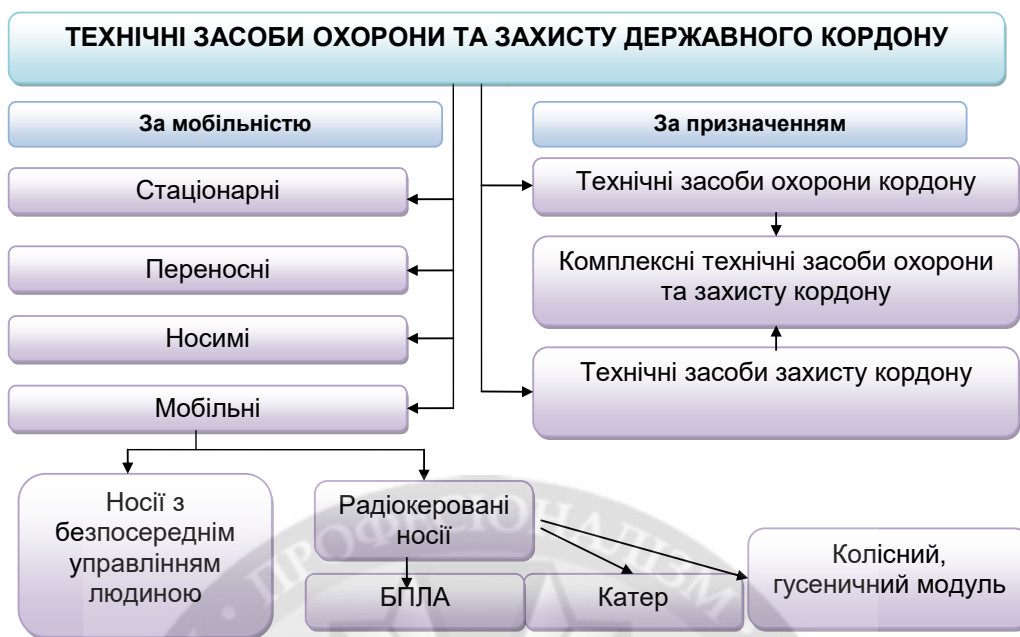 ТЕХНІЧНІ ЗАСОБИ ОХОРОНИ ТА ЗАХИСТУ ДЕРЖАВНОГО КОРДОНУ
За мобільністю
За призначенням
Стаціонарні
Технічні засоби охорони кордону
Переносні
Комплексні технічні засоби охорони
та захисту кордону
Носимі
Технічні засоби захисту кордону
Мобільні
Носії з
безпосереднім
управлінням
людиною
Радіокеровані
носії
Колісний,
гусеничний модуль
БПЛА
Катер
ПРОФЕСІОНАЛІЗМ